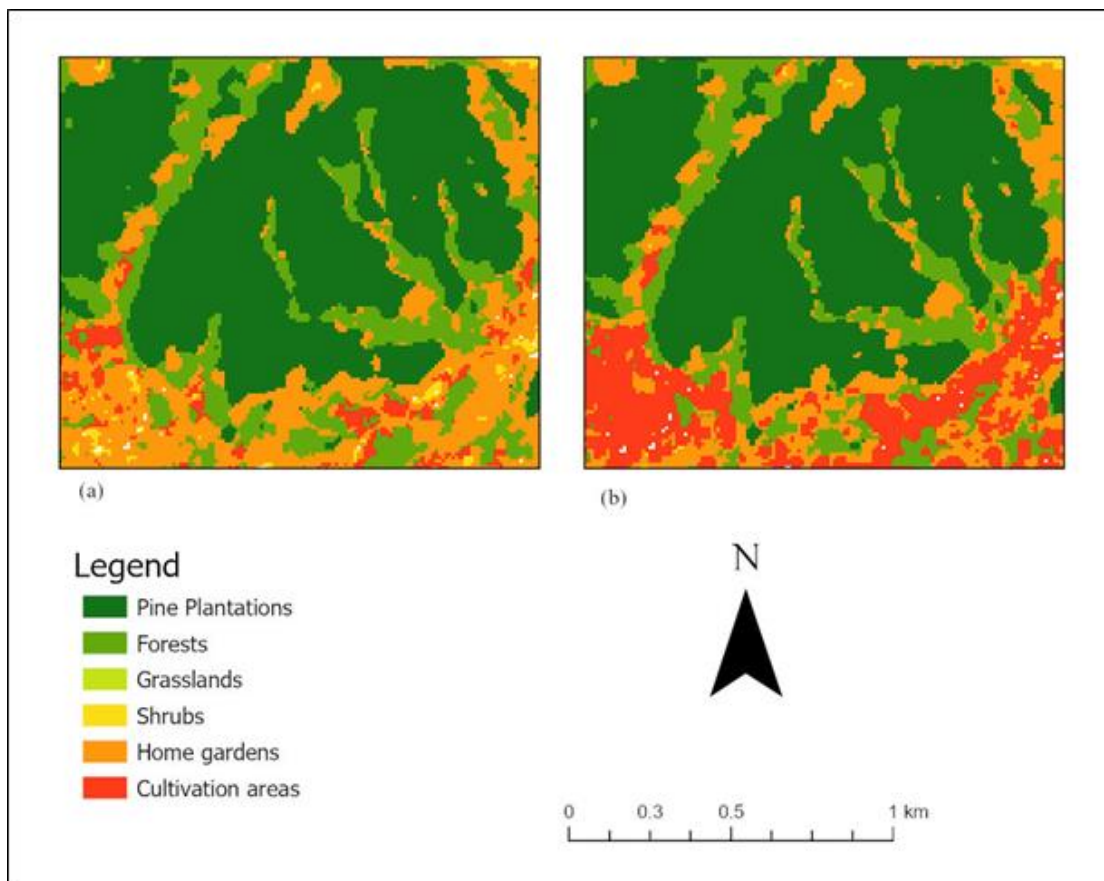 (a)
(b)
Legend
Pine Plantations
Forests
Grasslands
Shrubs
Home gardens
Cultivation areas
N
0 0.3 0.5 1 km